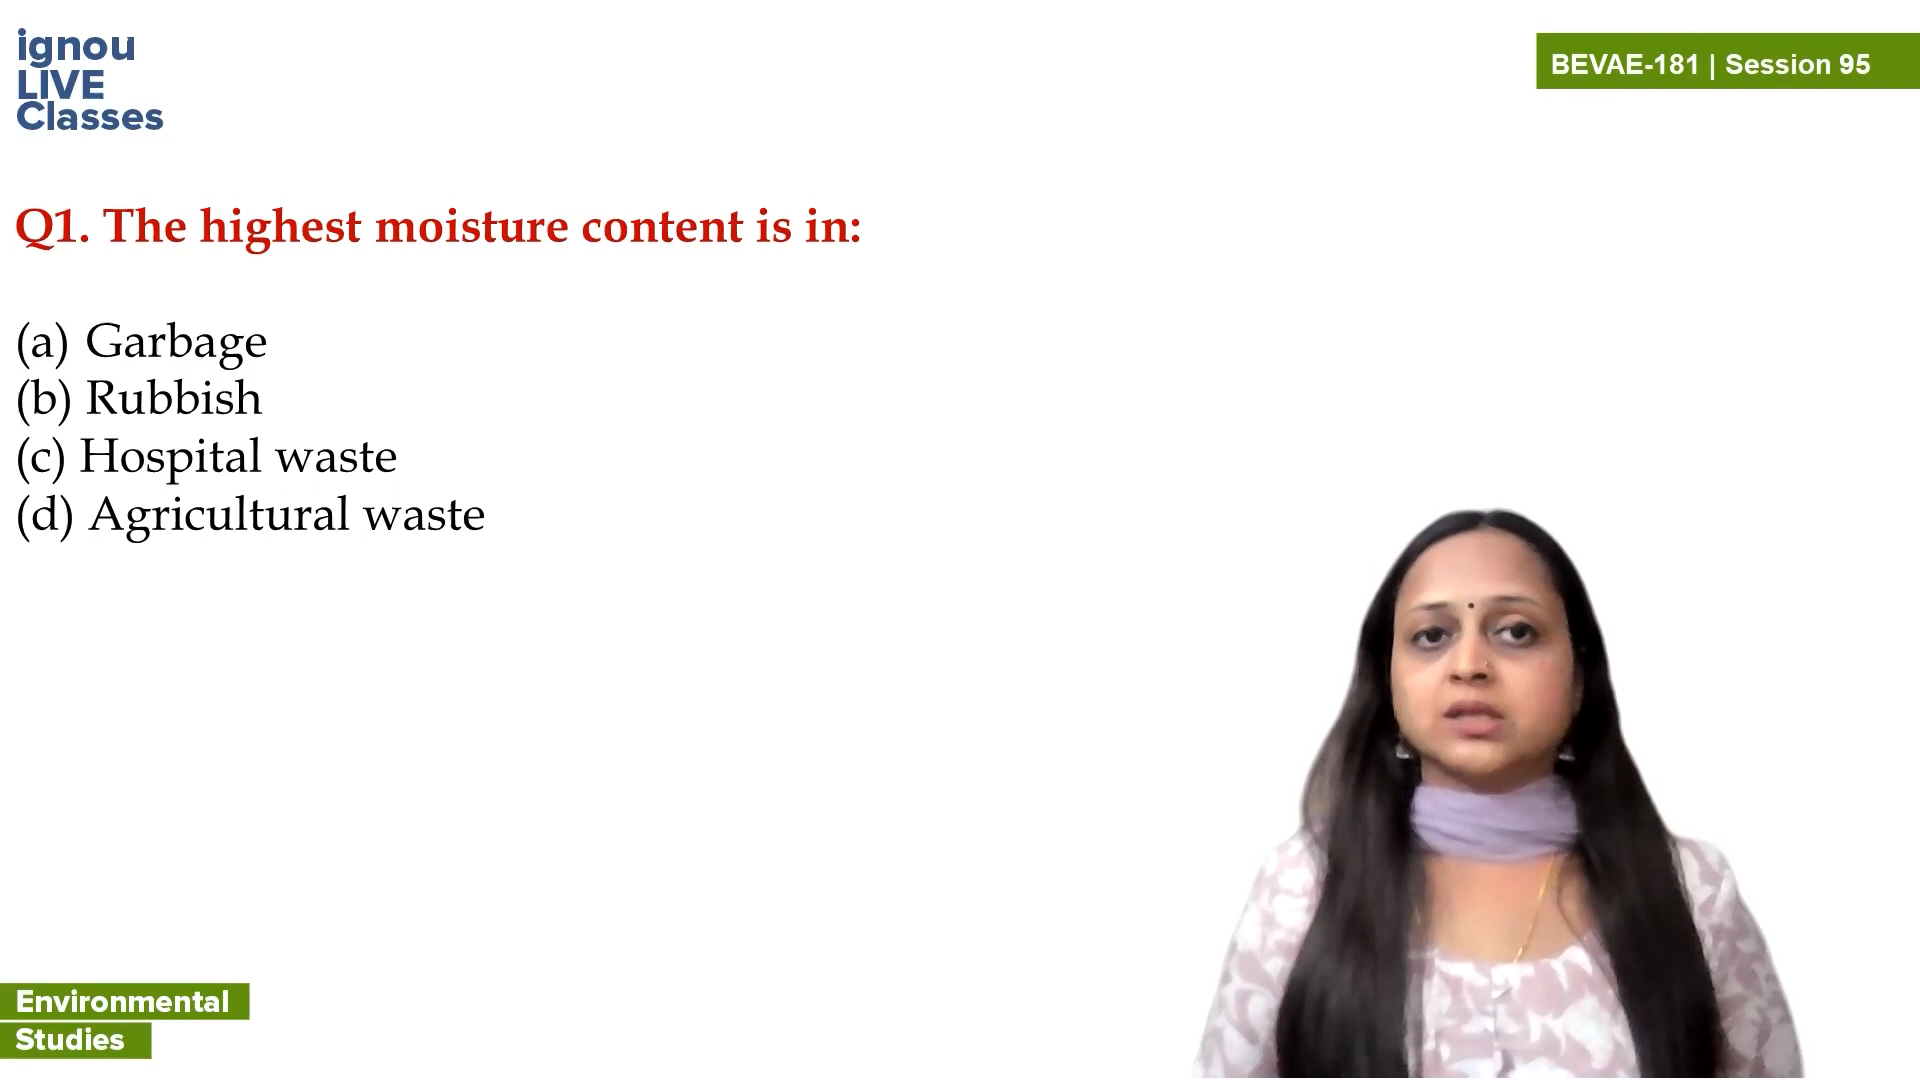 ignou
LIVE
Classes
BEVAE-181 | Session 95
Q1. The highest moisture content is in:
(a) Garbage
(b) Rubbish
(c) Hospital waste
(d) Agricultural waste
Environmental
Studies